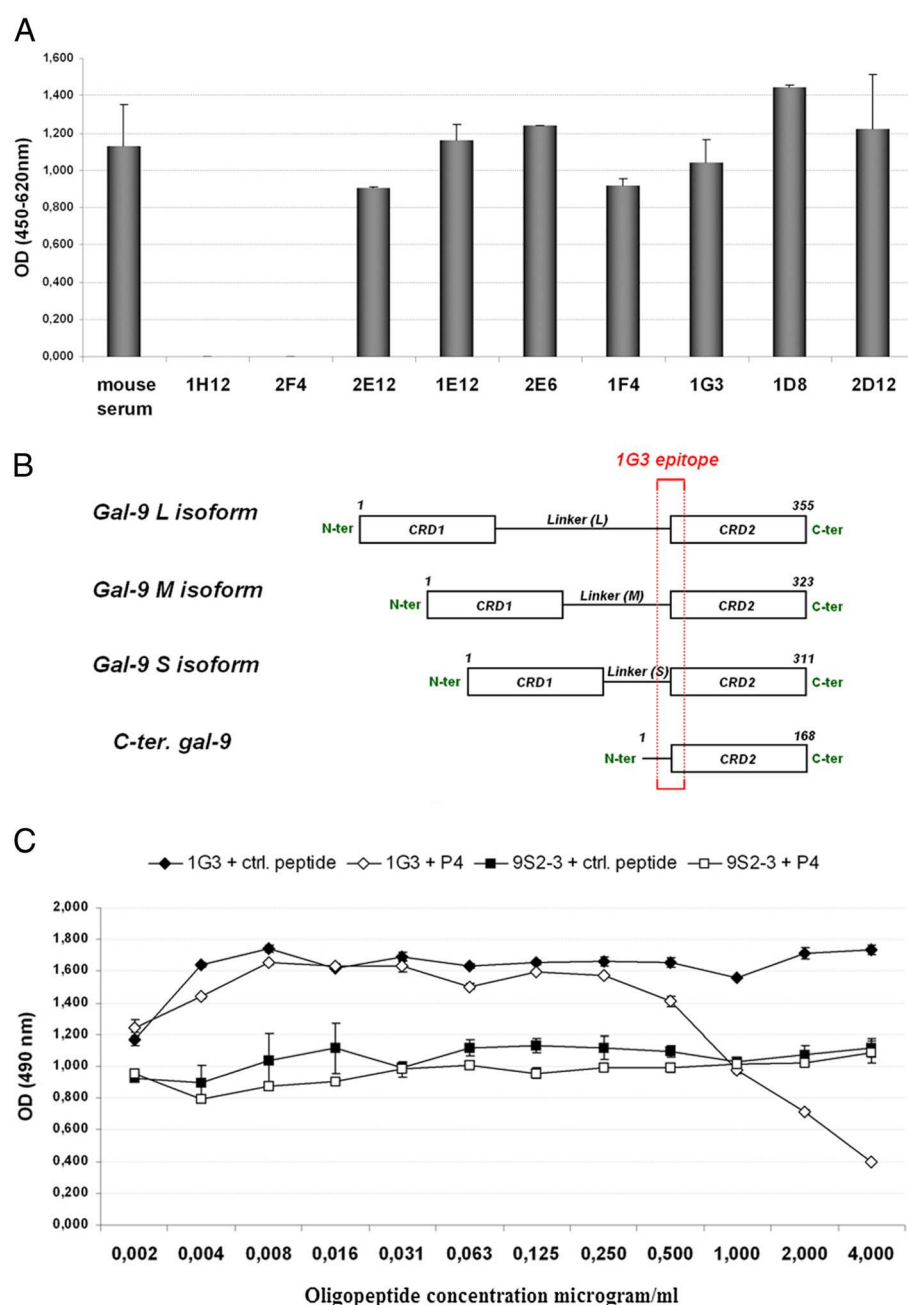 A
1,600
1,400
1,200
1,000
0,800
0,600
0,400
0,200
0,000
OD (450-620nm)
mouse serum 1H12 2F4 2E12 1E12 2E6 1F4 1G3 1D8 2D12
B
1G3 epitope
Gal-9 L isoform
N-ter 1 CRD1 Linker (L) CRD2 355 C-ter
Gal-9 M isoform
N-ter 1 CRD1 Linker (M) CRD2 323 C-ter
Gal-9 S isoform
N-ter 1 CRD1 Linker (S) CRD2 311 C-ter
C-ter. gal-9
N-ter 1 CRD2 168 C-ter
C
1G3 + ctrl. peptide 1G3 + P4 9S2-3 + ctrl. peptide 9S2-3 + P4
2,000
1,800
1,600
1,400
1,200
1,000
0,800
0,600
0,400
0,200
0,000
OD (490 nm)
0,002 0,004 0,008 0,016 0,031 0,063 0,125 0,250 0,500 1,000 2,000 4,000
Oligopeptide concentration microgram/ml